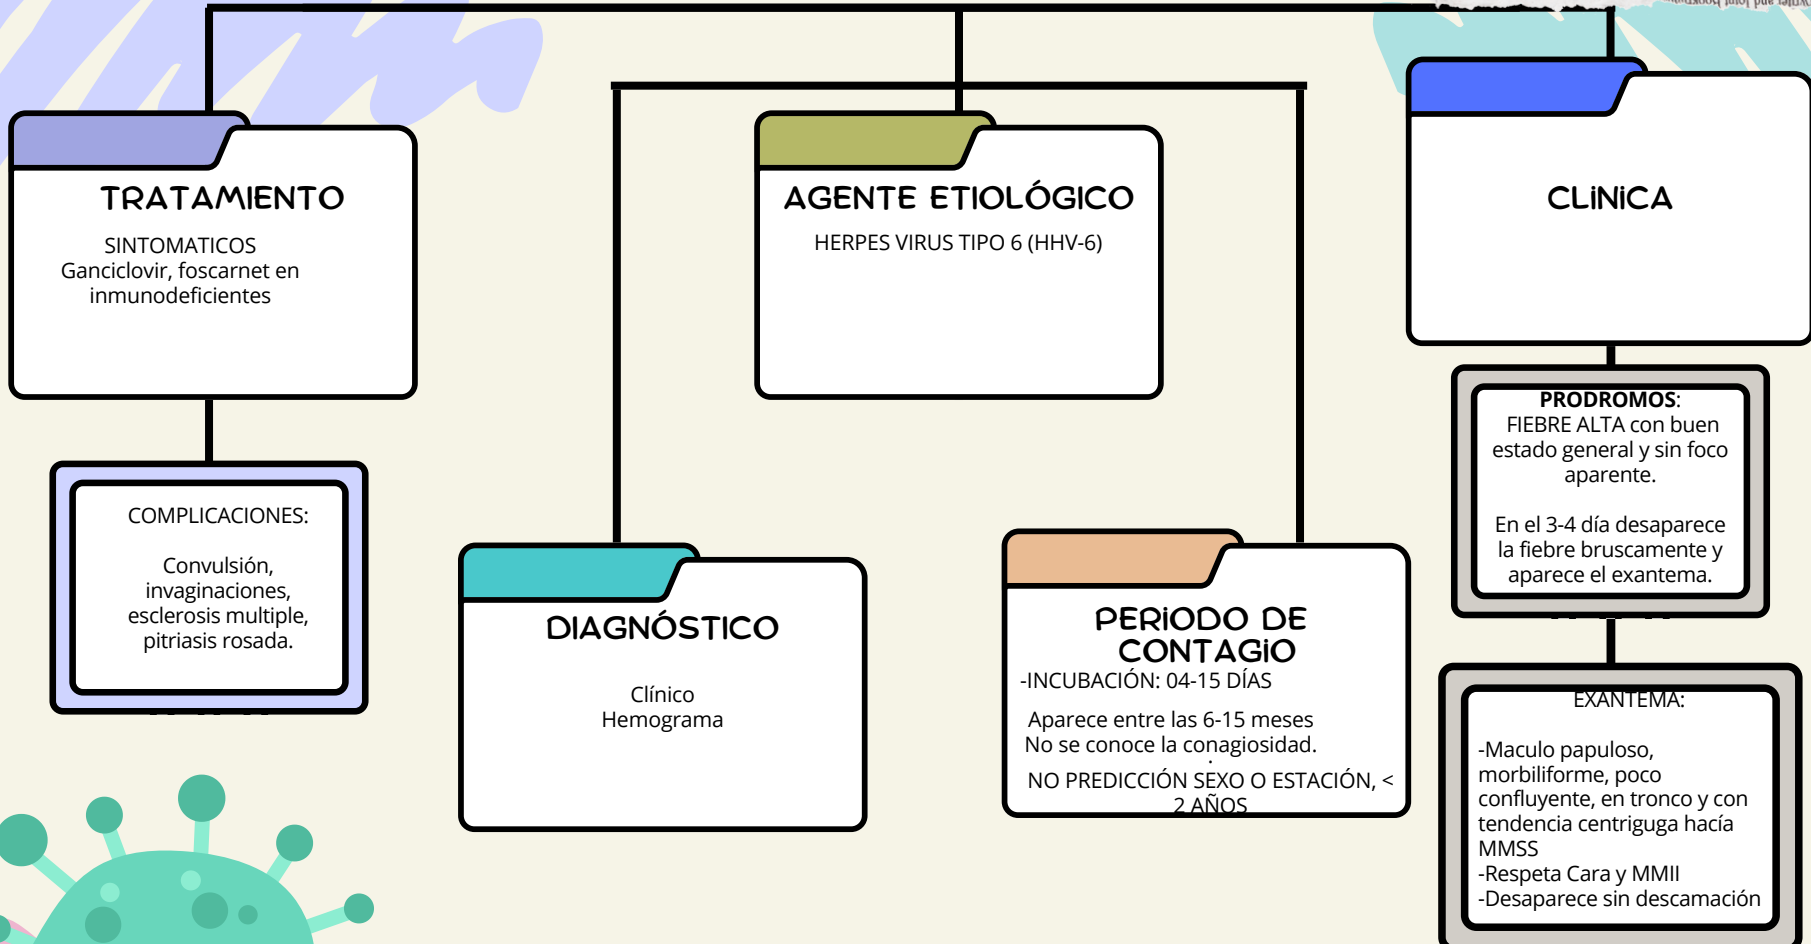 TRATAMIENTO
SINTOMATICOS
Ganciclovir, foscarnet en
inmunodeficientes
COMPLICACIONES:
Convulsión,
invaginaciones,
esclerosis multiple,
pitriasis rosada.
AGENTE ETIOLÓGICO
HERPES VIRUS TIPO 6 (HHV-6)
DIAGNÓSTICO
Clínico
Hemograma
PERIODO DE
CONTAGIO
-INCUBACIÓN: 04-15 DÍAS
Aparece entre las 6-15 meses
No se conoce la conagiosidad.
.
NO PREDICCIÓN SEXO O ESTACIÓN, <
2 AÑOS
CLINICA
PRODROMOS:
FIEBRE ALTA con buen
estado general y sin foco
aparente.
En el 3-4 día desaparece
la fiebre bruscamente y
aparece el exantema.
EXANTEMA:
-Maculo papuloso,
morbiliforme, poco
confluyente, en tronco y con
tendencia centriguga hacía
MMSS
-Respeta Cara y MMII
-Desaparece sin descamación